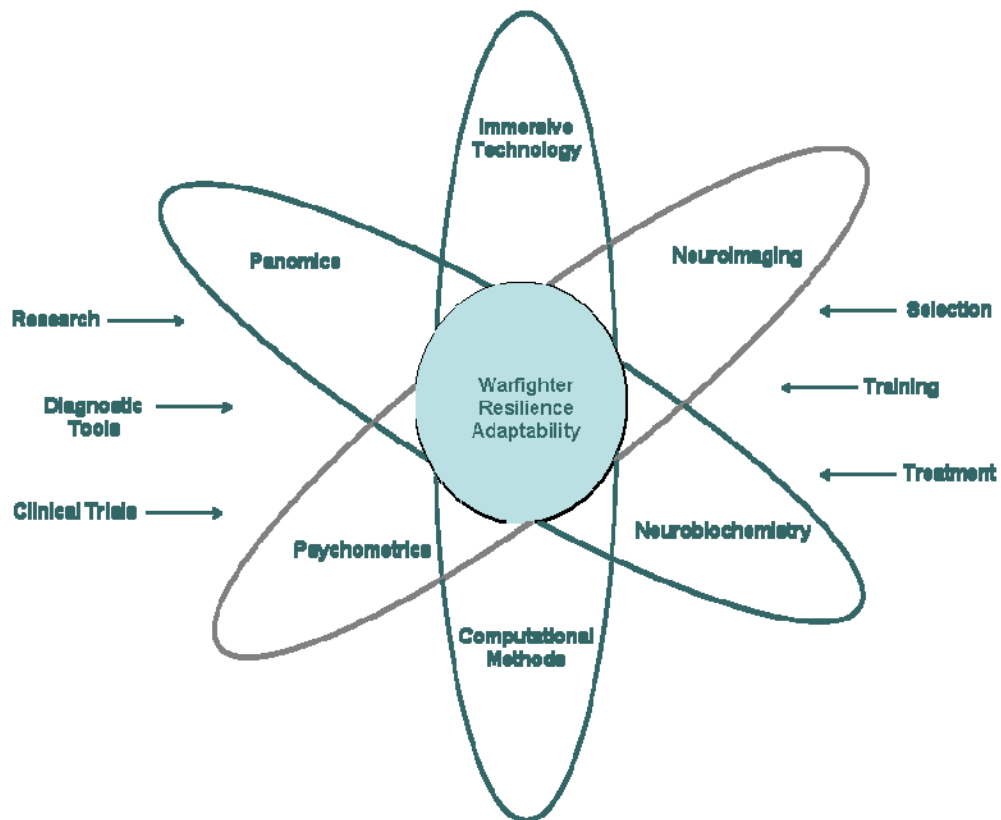 Immersive
Technology
Panomics
Neuroimaging
Research
Selection
Warfighter
Resilience
Adaptability
Training
Diagnostic
Tools
Treatment
Clinical Trials
Neurobiochemistry
Psychometrics
Computational
Methods